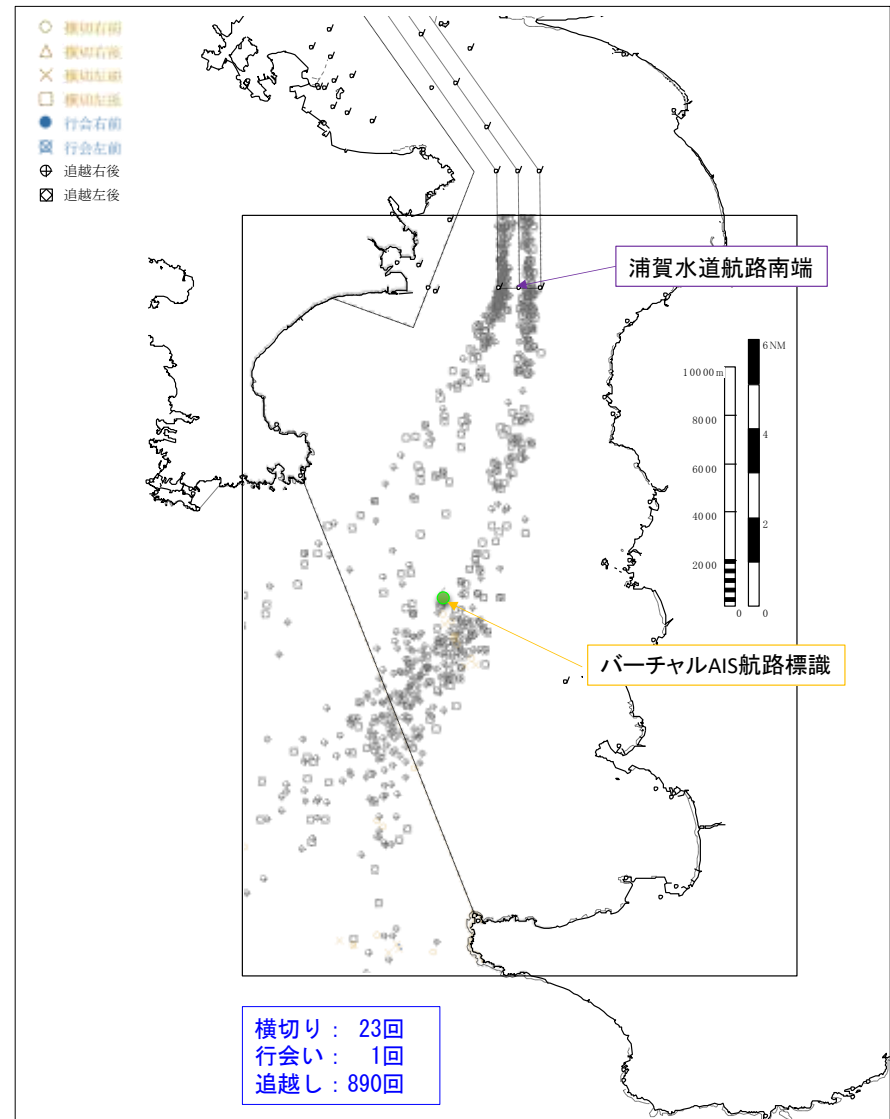 横切右前
横切右後
横切左前
横切左後
行会右前
行会左前
追越右後
追越左後
浦賀水道航路南端
6NM
10000m
8000
4
6000
4000
2
2000
0
0
バーチャルAIS航路標識
横切り： 23回
行会い： 1回
追越し：890回